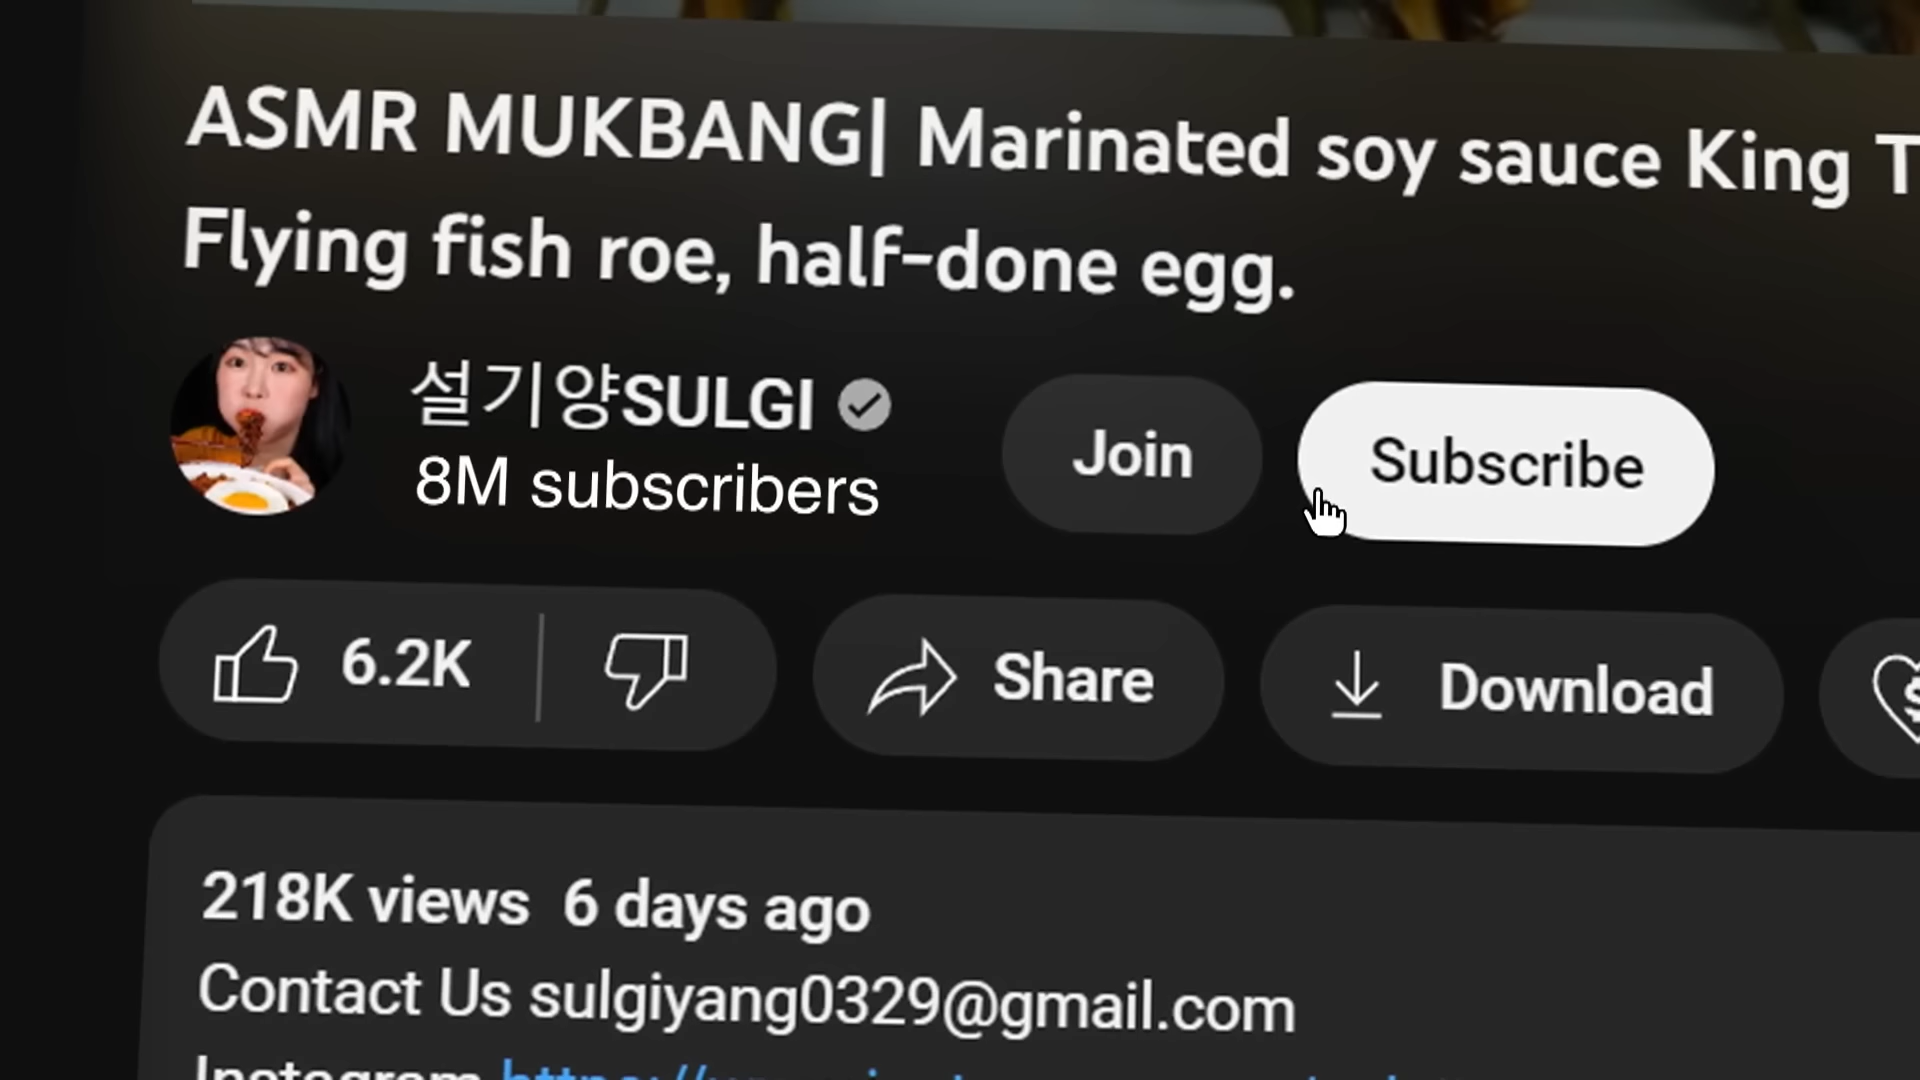 ASMR MUKBANG| Marinated soy sauce King
Flying fish roe, half-done egg.
설기양SULGI
8M subscribers
Join
Subscribe
6.2K
Share
Download
218K views 6 days ago
Contact Us sulgiyang0329@gmail.com
Instagram